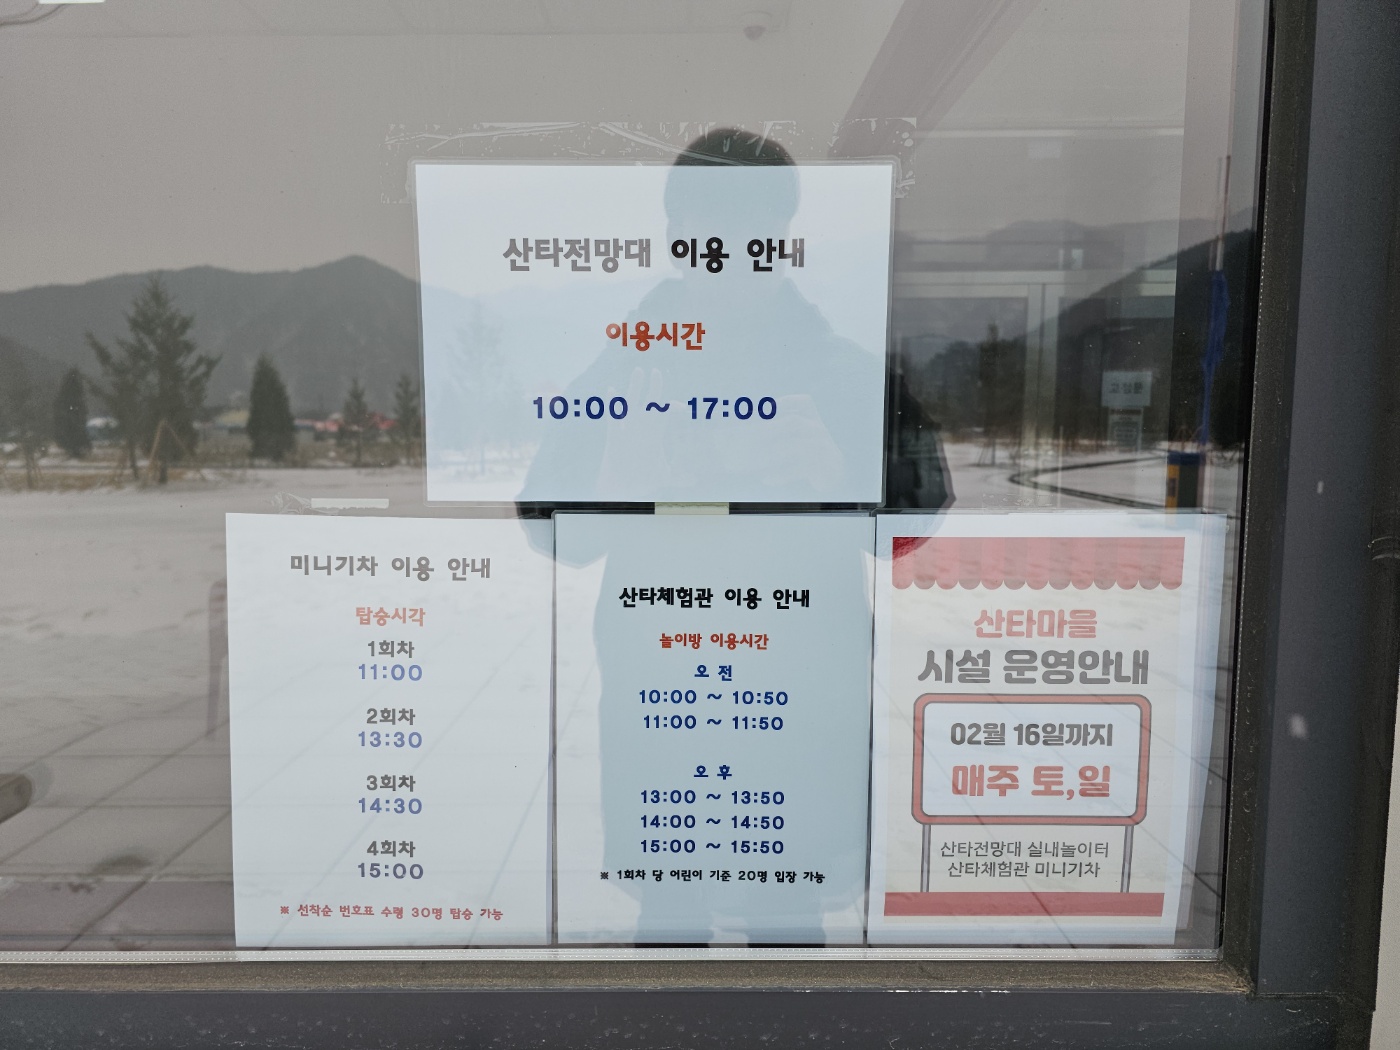 산타전망대 이용 안내
이용시간
10:00 ~ 17:00
미니기차 이용 안내
탑승시각
1회차
11:00
2회차
13:30
3회차
14:30
4회차
15:00
※ 선착순 번호표 수령 30명 탑승 가능
산타체험관 이용 안내
놀이방 이용시간
오 전
10:00 ~ 10:50
11:00 ~ 11:50
오 후
13:00 ~ 13:50
14:00 ~ 14:50
15:00 ~ 15:50
※ 1회차 당 어린이 기준 20명 입장 가능
산타마을
시설 운영안내
02월 16일까지
매주 토,일
산타전망대 실내놀이터
산타체험관 미니기차
고정문